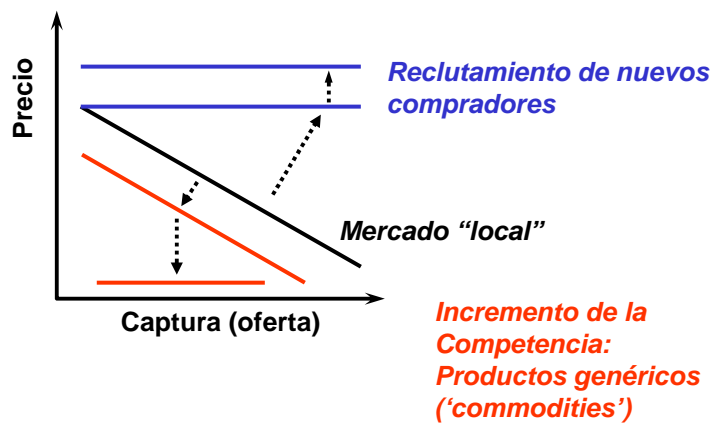 Precio
Reclutamiento de nuevos
compradores
Mercado “local”
Captura (oferta)
Incremento de la
Competencia:
Productos genéricos
(‘commodities’)